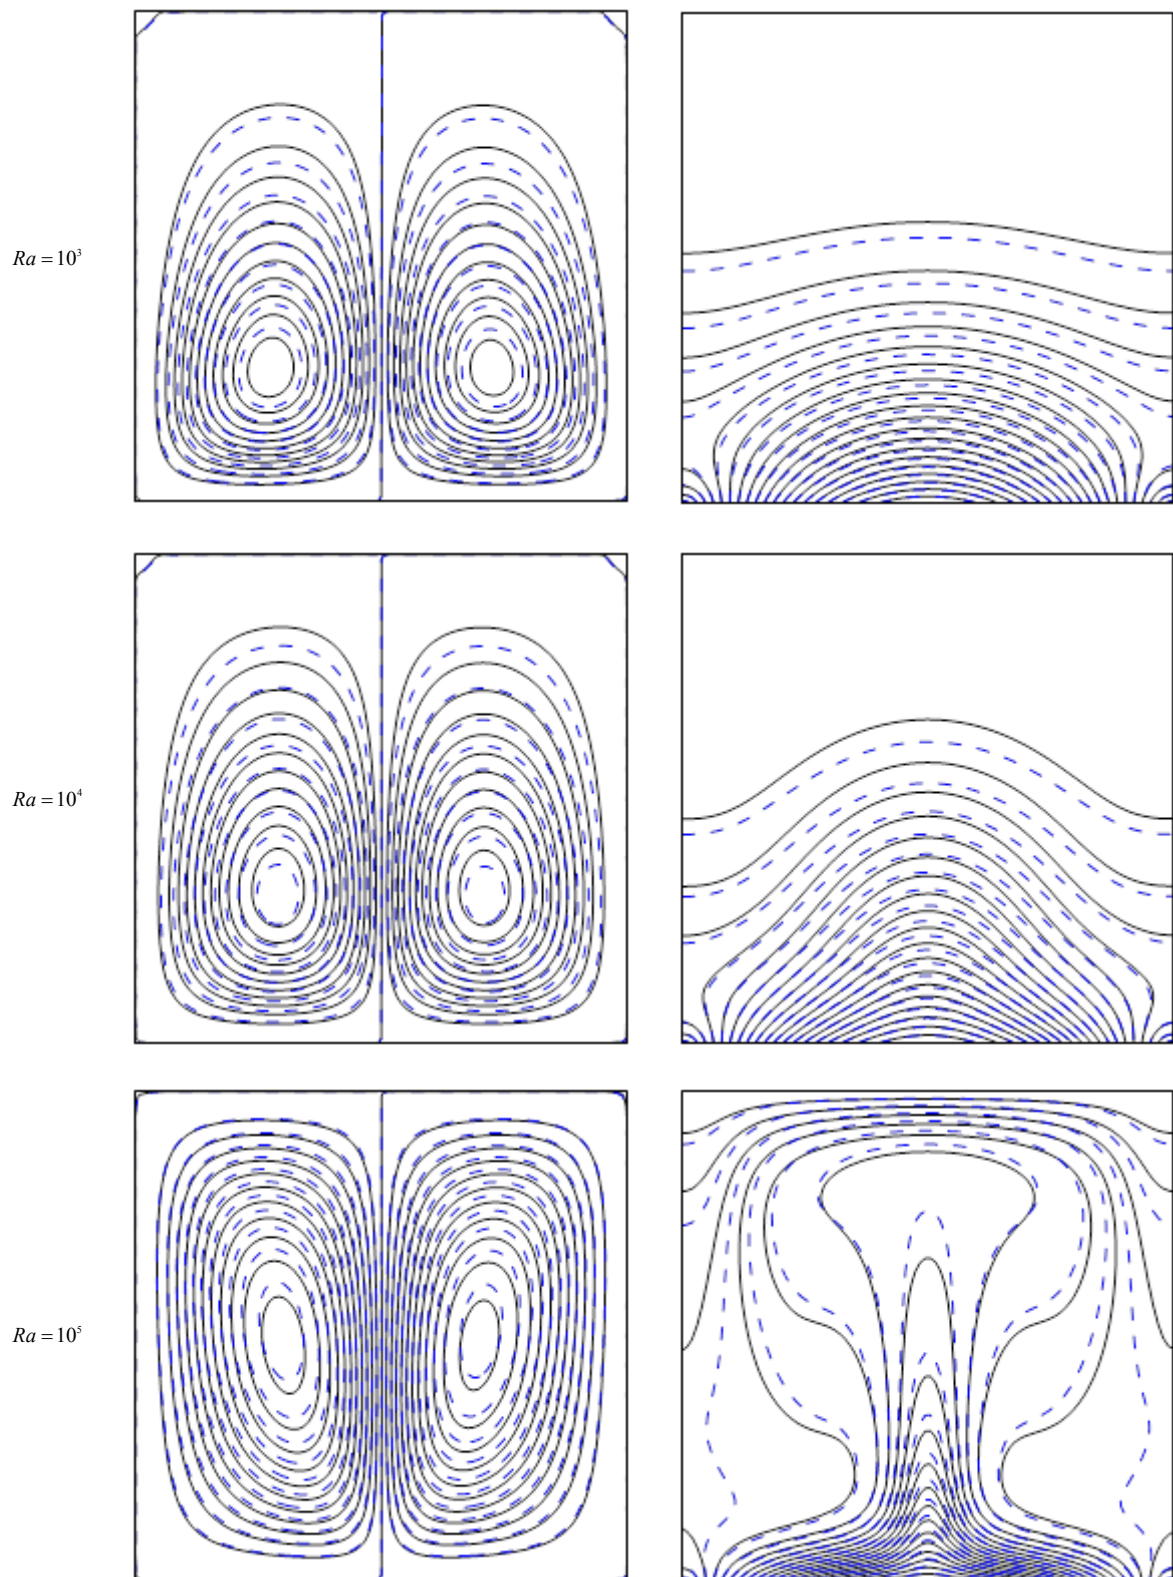 Ra = 10³
Ra = 10⁴
Ra = 10⁵